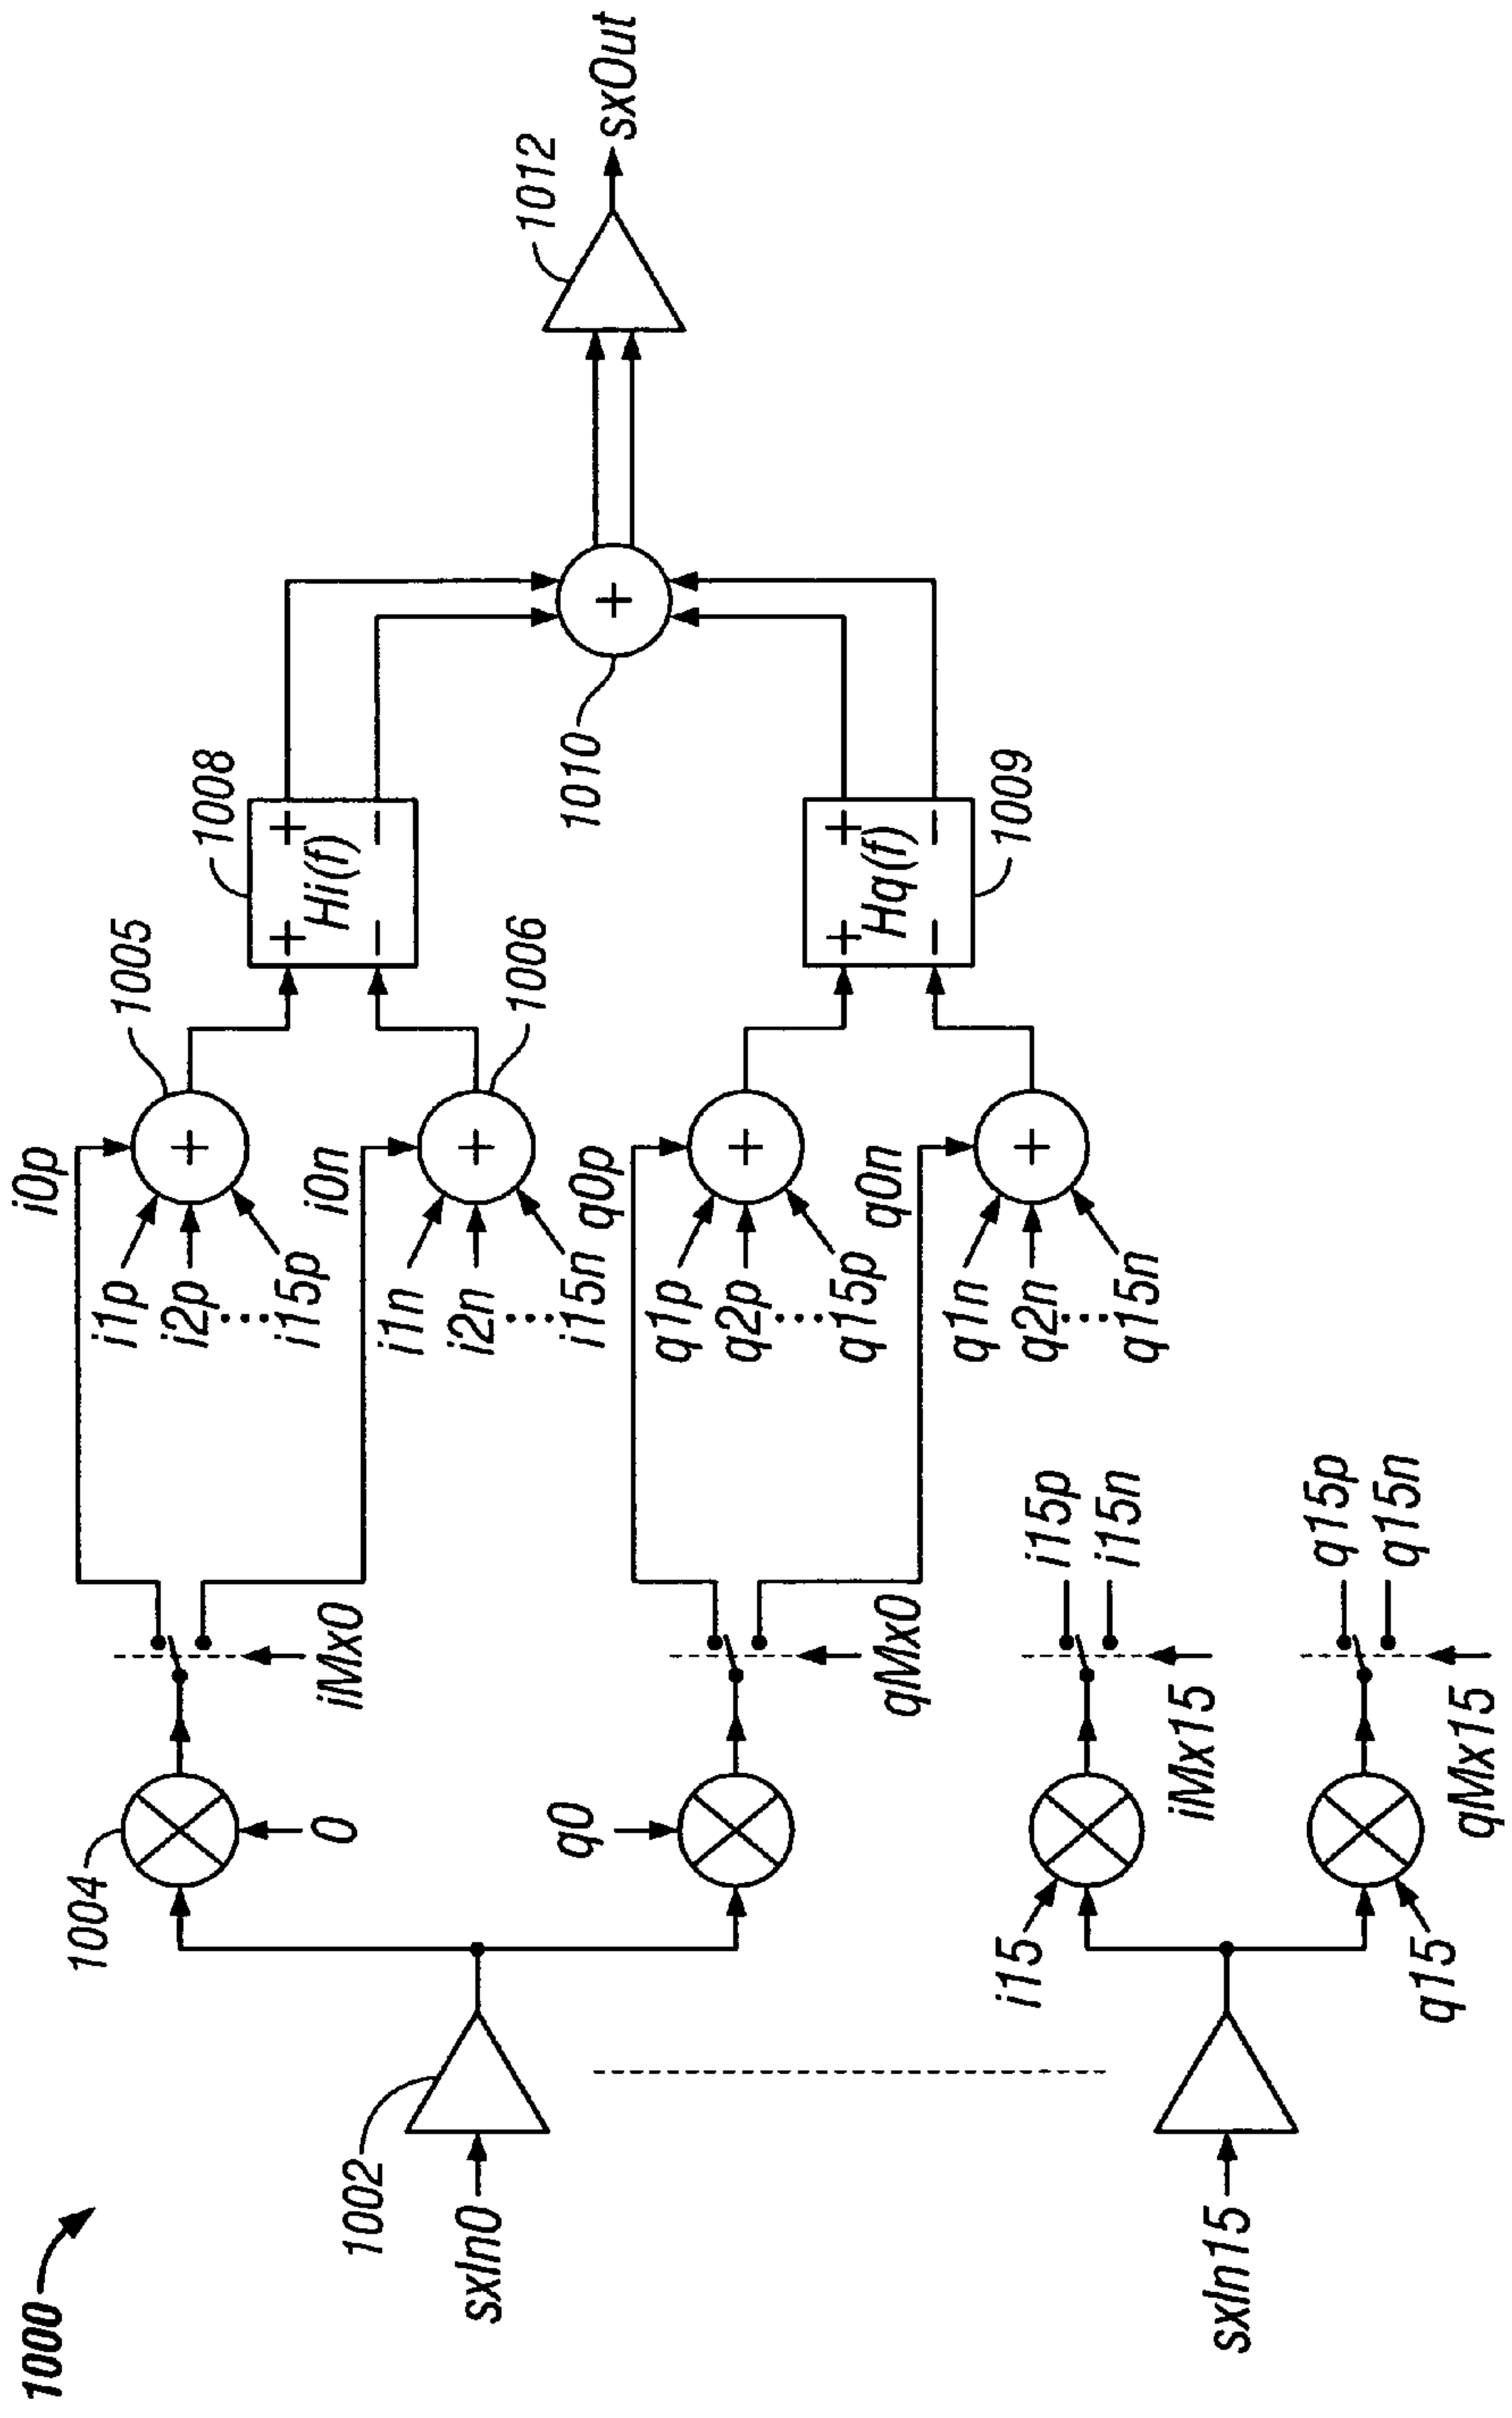 1000
sxIn0
1002
1004
0
iMx0
q0
qMx0
i0p
i1p
i2p
i15p
1005
i0n
i1n
i2n
i15n
1006
q0p
q1p
q2p
q15p
q0n
q1n
q2n
q15n
+
+
+
+
1008
+ +
Hi(f)
− −
+ +
Hq(f)
− −
1009
1010
+
1012
sxOut
sxIn15
i15
iMx15
i15p
i15n
q15
qMx15
q15p
q15n